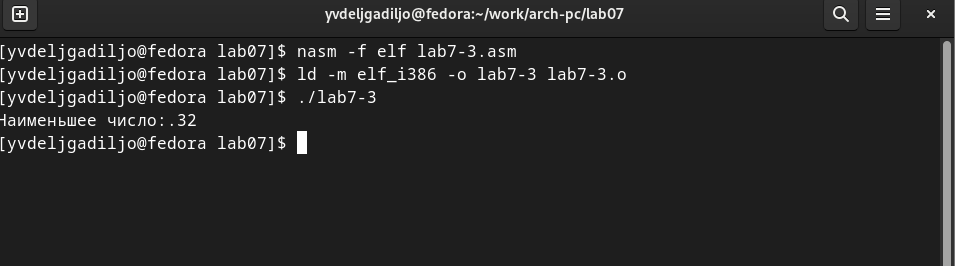 yvdeljgadiljo@fedora:~/work/arch-pc/lab07
[yvdeljgadiljo@fedora lab07]$ nasm -f elf lab7-3.asm
[yvdeljgadiljo@fedora lab07]$ ld -m elf_i386 -o lab7-3 lab7-3.o
[yvdeljgadiljo@fedora lab07]$ ./lab7-3
Наименьшее число:.32
[yvdeljgadiljo@fedora lab07]$